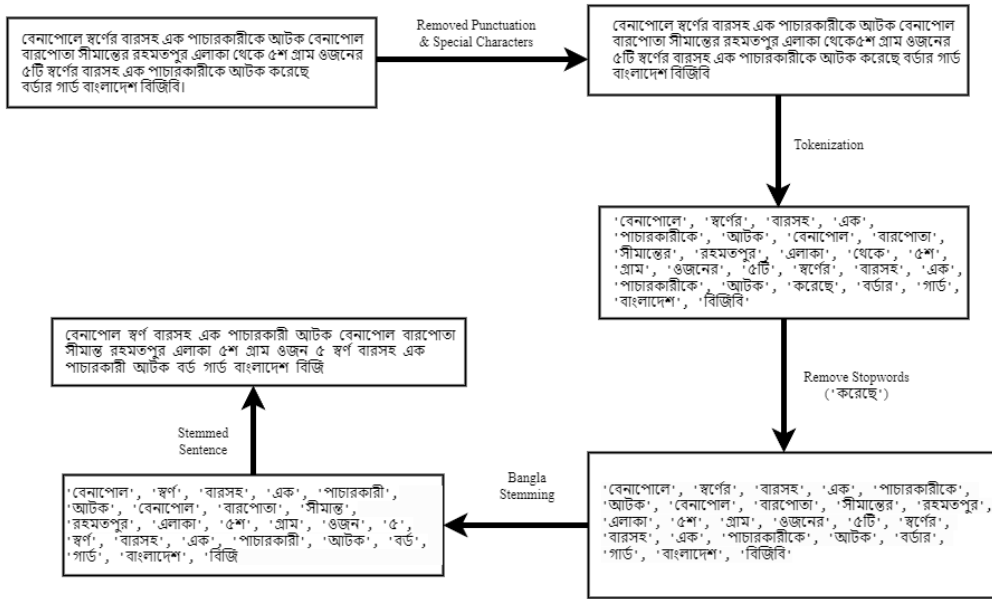 বেনাপোলে স্বর্ণের বারসহ এক পাচারকারীকে আটক বেনাপোল
বারপোতা সীমান্তের রহমতপুর এলাকা থেকে ৫শ গ্রাম ওজনের
৫টি স্বর্ণের বারসহ এক পাচারকারীকে আটক করেছে
বর্ডার গার্ড বাংলাদেশ বিজিবি।
Removed Punctuation
& Special Characters
বেনাপোলে স্বর্ণের বারসহ এক পাচারকারীকে আটক বেনাপোল
বারপোতা সীমান্তের রহমতপুর এলাকা থেকে৫শ গ্রাম ওজনের
৫টি স্বর্ণের বারসহ এক পাচারকারীকে আটক করেছে বর্ডার গার্ড
বাংলাদেশ বিজিবি
Tokenization
'বেনাপোলে', 'স্বর্ণের', 'বারসহ', 'এক',
'পাচারকারীকে', 'আটক', 'বেনাপোল', 'বারপোতা',
'সীমান্তের', 'রহমতপুর', 'এলাকা', 'থেকে', '৫শ',
'গ্রাম', 'ওজনের', '৫টি', 'স্বর্ণের', 'বারসহ', 'এক',
'পাচারকারীকে', 'আটক', 'করেছে', 'বর্ডার', 'গার্ড',
'বাংলাদেশ', 'বিজিবি'
Remove Stopwords
('করেছে')
'বেনাপোলে', 'স্বর্ণের', 'বারসহ', 'এক', 'পাচারকারীকে',
'আটক', 'বেনাপোল', 'বারপোতা', 'সীমান্তের', 'রহমতপুর',
'এলাকা', '৫শ', 'গ্রাম', 'ওজনের', '৫টি', 'স্বর্ণের',
'বারসহ', 'এক', 'পাচারকারীকে', 'আটক', 'বর্ডার',
'গার্ড', 'বাংলাদেশ', 'বিজিবি'
Bangla
Stemming
'বেনাপোল', 'স্বর্ণ', 'বারসহ', 'এক', 'পাচারকারী',
'আটক', 'বেনাপোল', 'বারপোতা', 'সীমান্ত',
'রহমতপুর', 'এলাকা', '৫শ', 'গ্রাম', 'ওজন', '৫',
'স্বর্ণ', 'বারসহ', 'এক', 'পাচারকারী', 'আটক', 'বর্ড',
'গার্ড', 'বাংলাদেশ', 'বিজি
Stemmed
Sentence
বেনাপোল স্বর্ণ বারসহ এক পাচারকারী আটক বেনাপোল বারপোতা
সীমান্ত রহমতপুর এলাকা ৫শ গ্রাম ওজন ৫ স্বর্ণ বারসহ এক
পাচারকারী আটক বর্ড গার্ড বাংলাদেশ বিজি